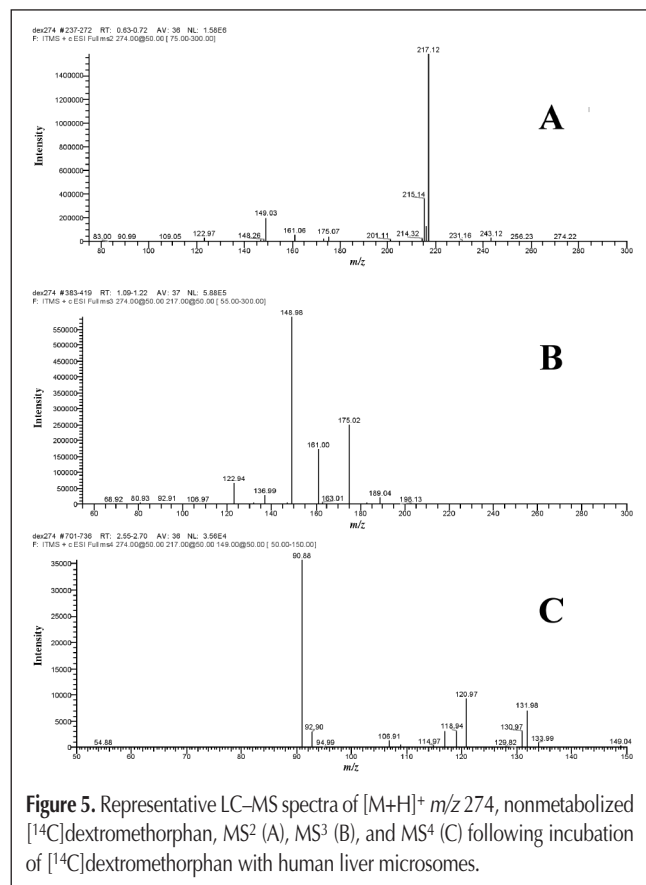 dex274 #237-272 RT: 0.63-0.72 AV: 36 NL: 1.58E6
F: ITMS + c ESI Full ms2 274.00@50.00 [ 75.00-300.00]
217.12
1400000
1200000
1000000
800000
600000
400000
200000
0
Intensity
A
215.14
149.03
83.00 90.99 109.05 122.97 148.26 161.06 175.07 201.11 214.32 231.16 243.12 256.23 274.22
80 100 120 140 160 180 200 220 240 260 280 300
m/z
dex274 #383-419 RT: 1.09-1.22 AV: 37 NL: 5.88E5
F: ITMS + c ESI Full ms3 274.00@50.00 217.00@50.00 [ 55.00-300.00]
148.98
550000
500000
450000
400000
350000
300000
250000
200000
150000
100000
50000
0
Intensity
B
175.02
161.00
122.94
68.92 80.93 92.91 106.97 136.99 163.01 189.04 198.13
60 80 100 120 140 160 180 200 220 240 260 280 300
m/z
dex274 #701-736 RT: 2.55-2.70 AV: 36 NL: 3.56E4
F: ITMS + c ESI Full ms4 274.00@50.00 217.00@50.00 149.00@50.00 [ 50.00-150.00]
90.88
35000
30000
25000
20000
15000
10000
5000
0
Intensity
C
120.97
131.98
54.88 92.90 94.99 106.91 114.97 118.94 129.82 130.97 133.99 149.04
50 60 70 80 90 100 110 120 130 140 150
m/z
Figure 5. Representative LC–MS spectra of [M+H]+ m/z 274, nonmetabolized
[14C]dextromethorphan, MS2 (A), MS3 (B), and MS4 (C) following incubation
of [14C]dextromethorphan with human liver microsomes.